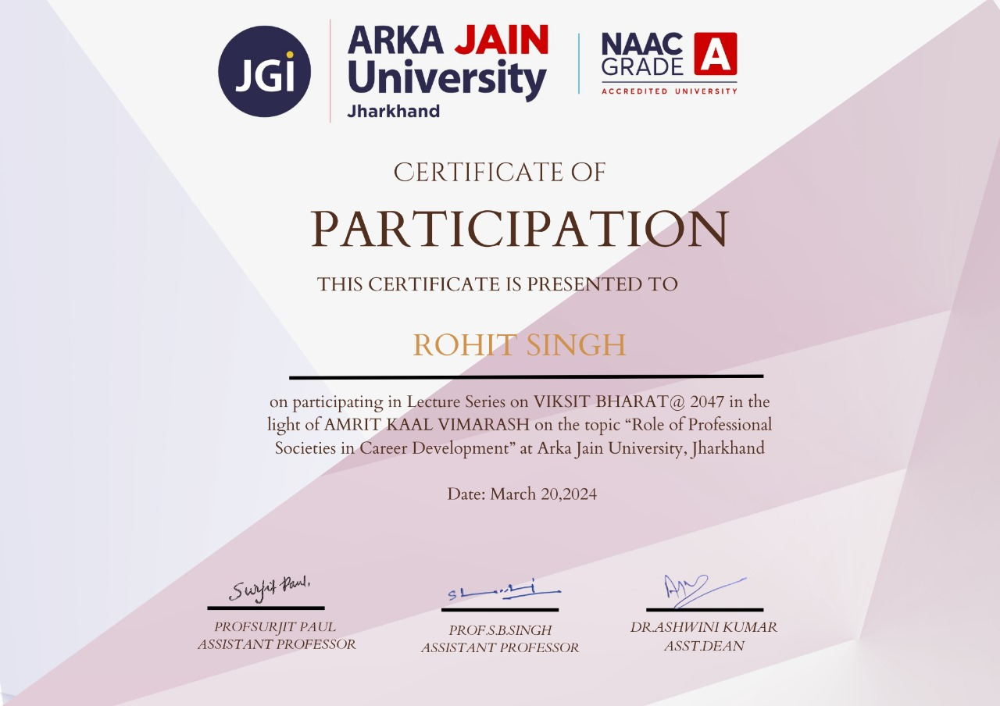 JGi
ARKA JAIN
University
Jharkhand
NAAC
GRADE A
ACCREDITED UNIVERSITY
CERTIFICATE OF
PARTICIPATION
THIS CERTIFICATE IS PRESENTED TO
ROHIT SINGH
on participating in Lecture Series on VIKSIT BHARAT@ 2047 in the
light of AMRIT KAAL VIMARASH on the topic “Role of Professional
Societies in Career Development” at Arka Jain University, Jharkhand
Date: March 20,2024
Surjit Paul.
PROFSURJIT PAUL
ASSISTANT PROFESSOR
PROF.S.B.SINGH
ASSISTANT PROFESSOR
DR.ASHWINI KUMAR
ASST.DEAN